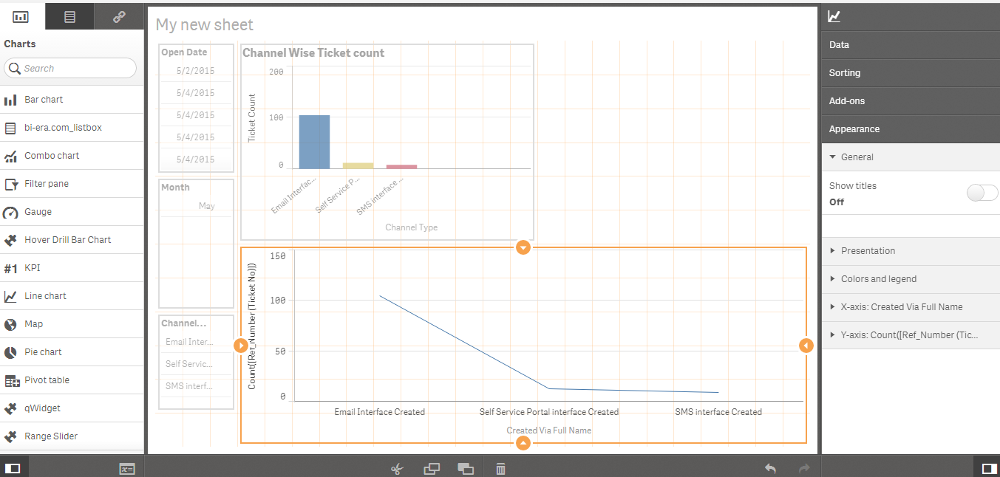 My new sheet
Charts
Search
Bar chart
bi-era.com_listbox
Combo chart
Filter pane
Gauge
Hover Drill Bar Chart
#1 KPI
Line chart
Map
Pie chart
Pivot table
qWidget
Range Slider
Open Date
5/2/2015
5/4/2015
5/4/2015
5/4/2015
5/4/2015
Month
May
Channel...
Email Inter...
Self Servic...
SMS interf...
Channel Wise Ticket count
Ticket Count
200
100
0
Email Interfac...
Self Service P...
SMS interface ...
Channel Type
Count([Ref_Number (Ticket No)])
150
100
50
0
Email Interface Created
Self Service Portal interface Created
SMS interface Created
Created Via Full Name
Data
Sorting
Add-ons
Appearance
General
Show titles
Off
Presentation
Colors and legend
X-axis: Created Via Full Name
Y-axis: Count([Ref_Number (Tic...
x=